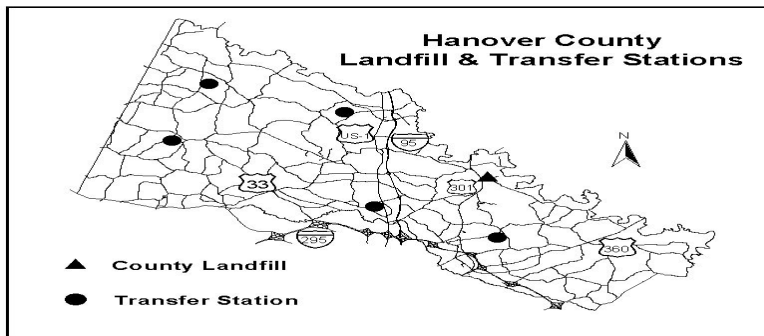 Hanover County
Landfill & Transfer Stations
US-1
95
N
33
301
295
360
County Landfill
Transfer Station